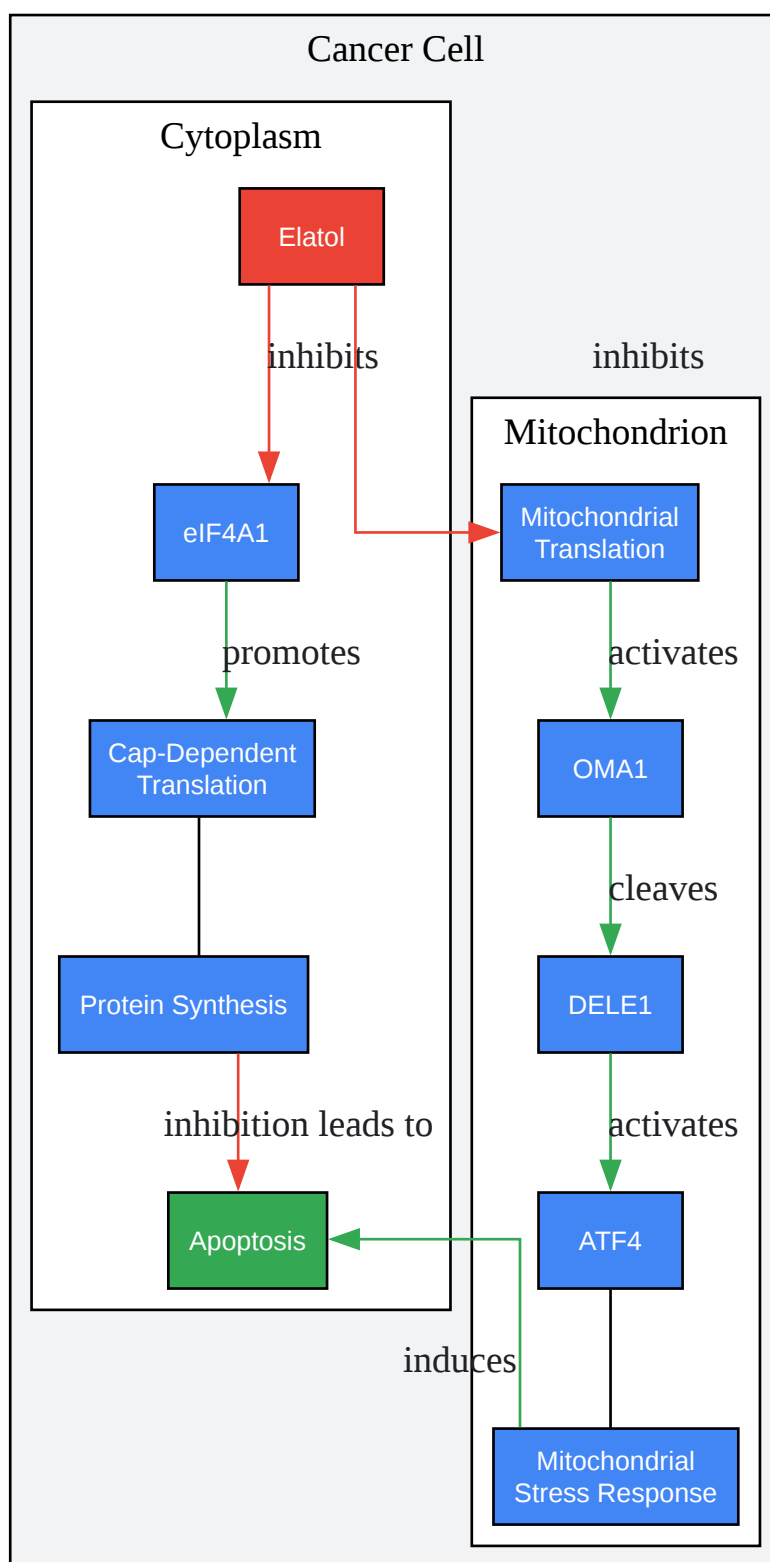 Cancer Cell
Cytoplasm
Elatol
inhibits
inhibits
Mitochondrion
eIF4A1
Mitochondrial
Translation
promotes
activates
Cap-Dependent
Translation
OMA1
cleaves
Protein Synthesis
DELE1
inhibition leads to
activates
Apoptosis
ATF4
induces
Mitochondrial
Stress Response